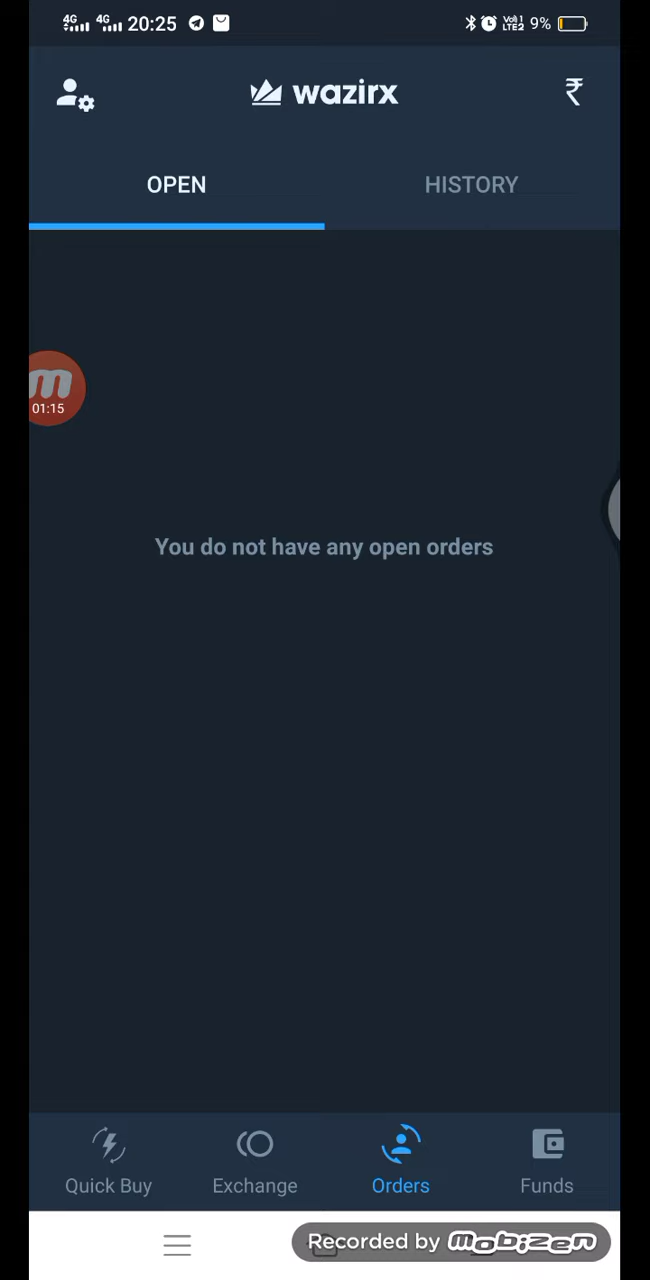 4G 4G 20:25 Vo) 1 LTE2 9%
wazirx ₹
OPEN HISTORY
m
01:15
You do not have any open orders
Quick Buy Exchange Orders Funds
Recorded by mobizen